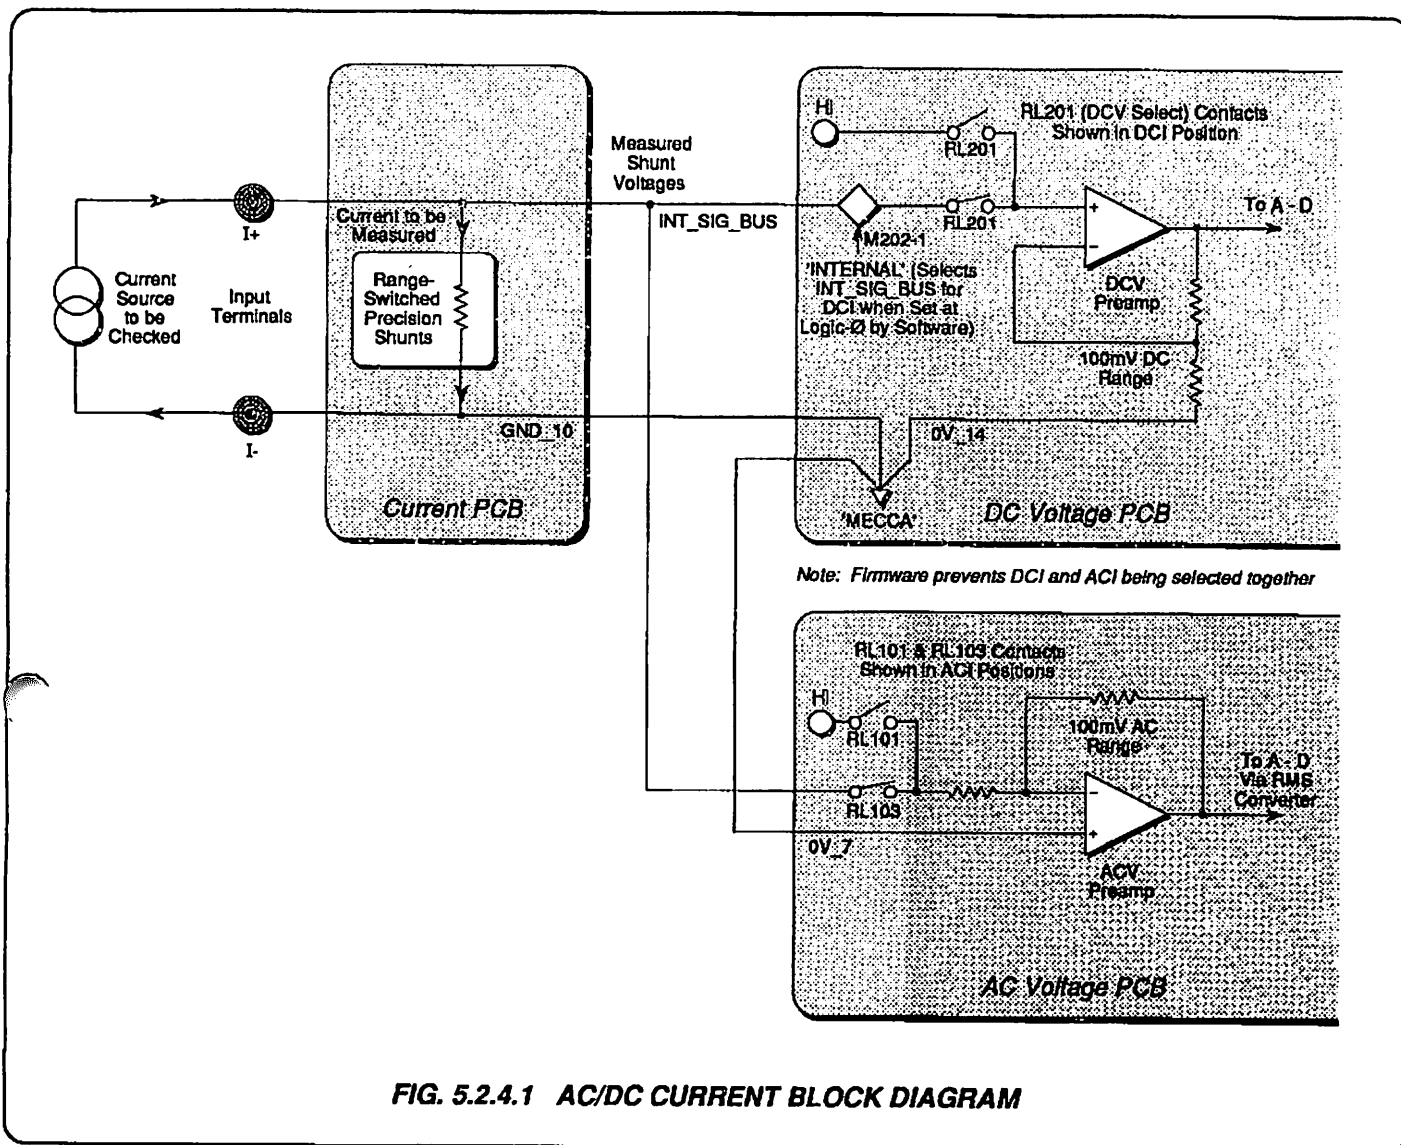 Current
Source
to be
Checked
I+
Input
Terminals
I-
Current to be
Measured
Range-
Switched
Precision
Shunts
GND_10
Current PCB
Measured
Shunt
Voltages
INT_SIG_BUS
HI
RL201
RL201 (DCV Select) Contacts
Shown in DCI Position
RL201
M202-1
'INTERNAL' (Selects
INT_SIG_BUS for
DCI when Set at
Logic-Ø by Software)
+
-
To A - D
DCV
Preamp
100mV DC
Range
0V_14
'MECCA'
DC Voltage PCB
Note: Firmware prevents DCI and ACI being selected together
RL101 & RL103 Contacts
Shown in ACI Positions
HI
RL101
RL103
0V_7
100mV AC
Range
-
+
To A - D
Via RMS
Converter
ACV
Preamp
AC Voltage PCB
FIG. 5.2.4.1 AC/DC CURRENT BLOCK DIAGRAM